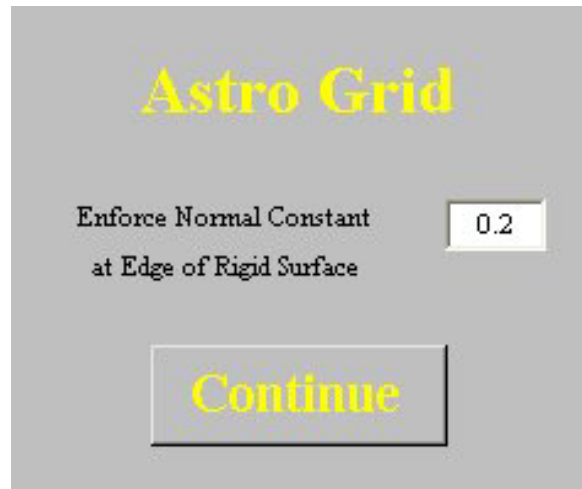 Astro Grid
Enforce Normal Constant
0.2
at Edge of Rigid Surface
Continue